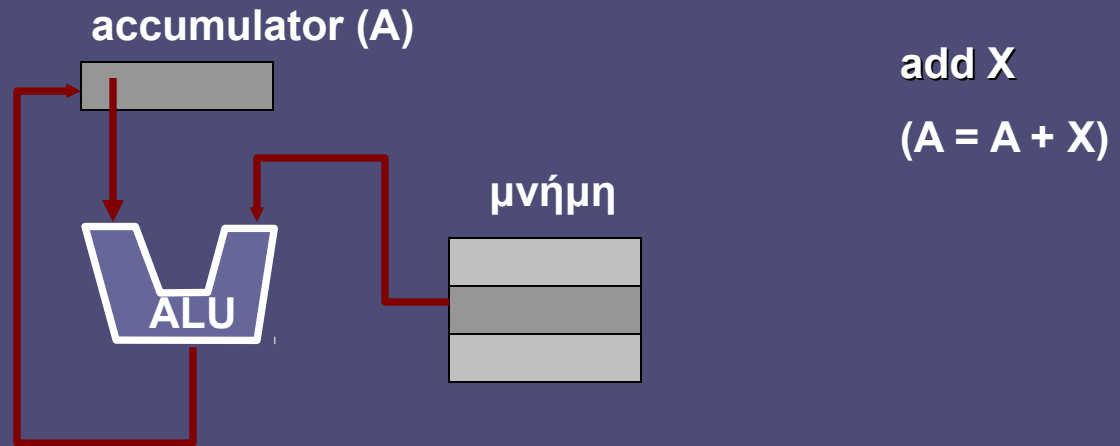 accumulator (A)
add X
(A = A + X)
μνήμη
ALU